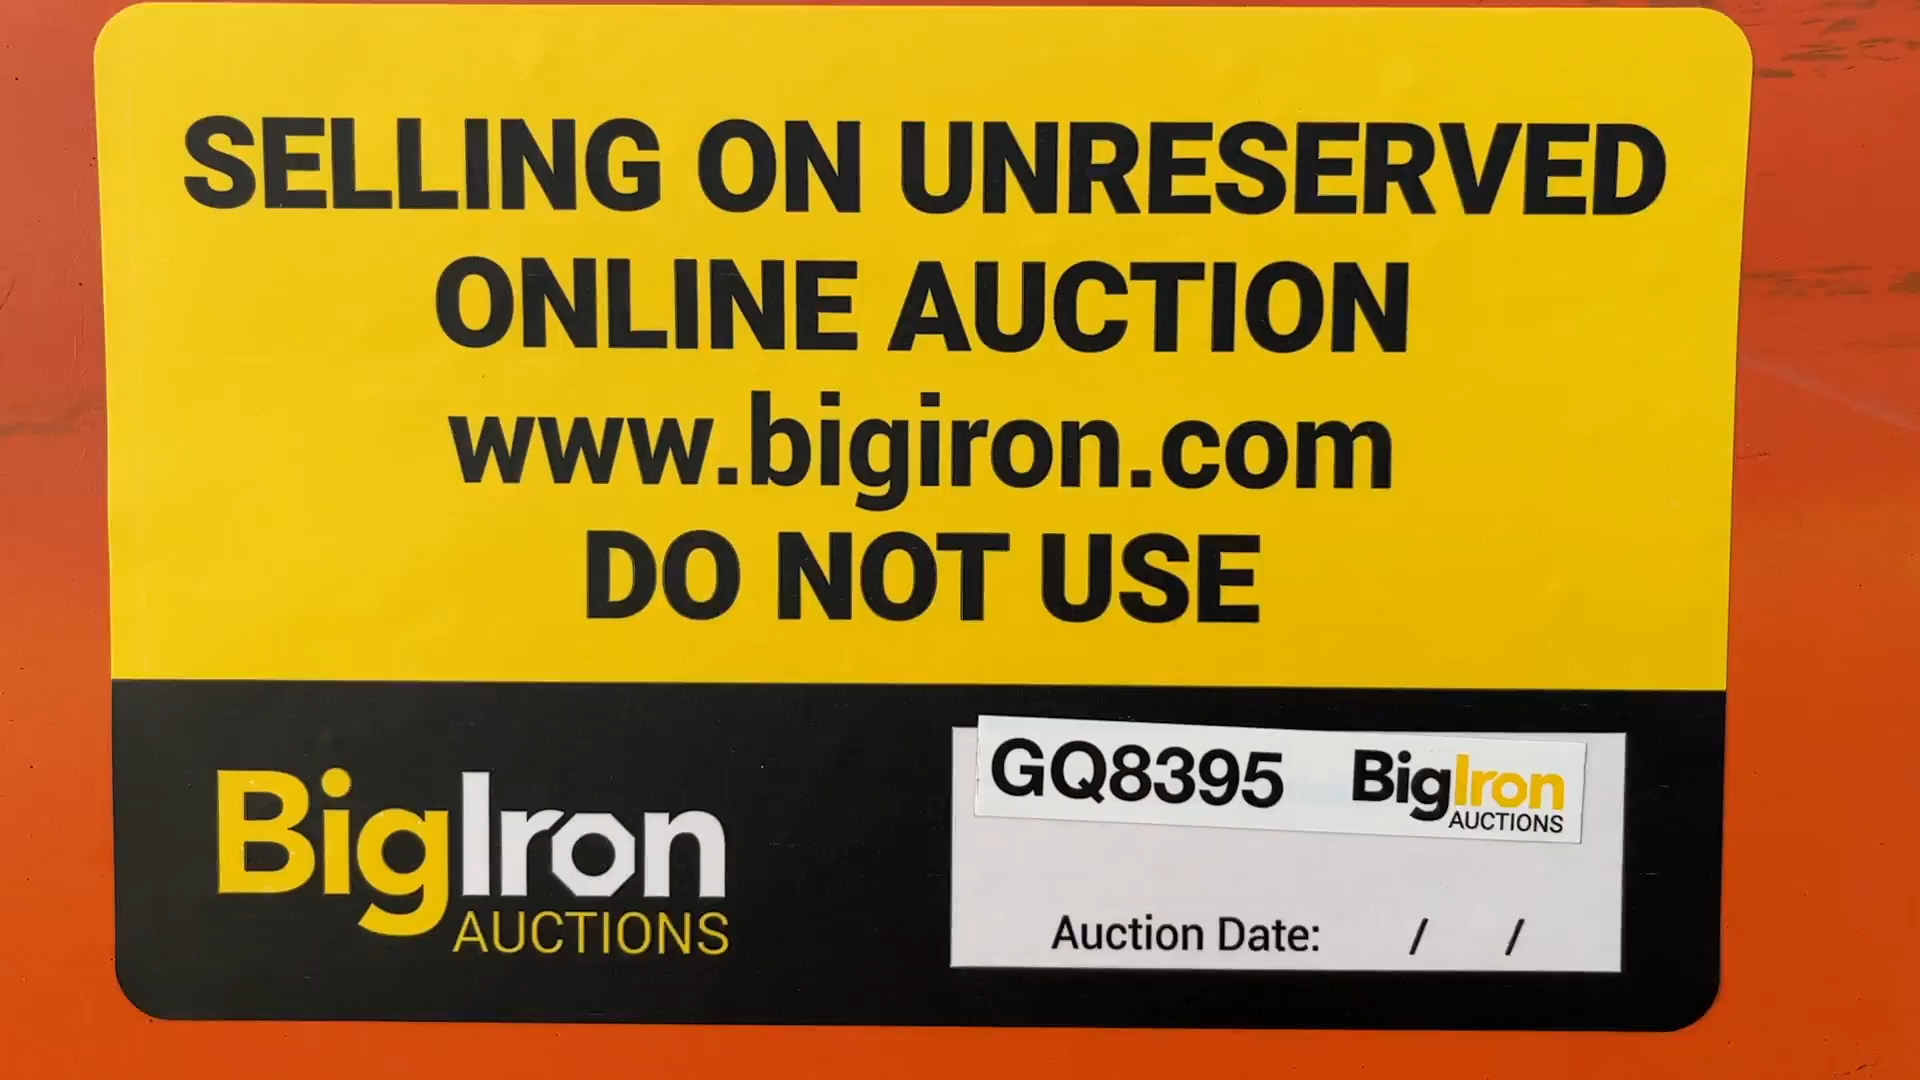 SELLING ON UNRESERVED
ONLINE AUCTION
www.bigiron.com
DO NOT USE
BigIron
AUCTIONS
GQ8395
BigIron
AUCTIONS
Auction Date: / /